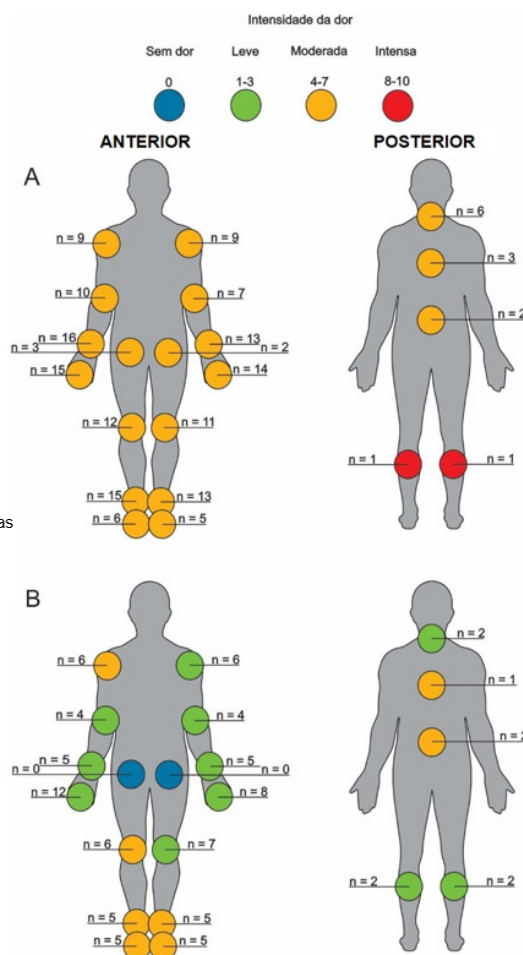 Intensidade da dor
Sem dor Leve Moderada Intensa
0 1-3 4-7 8-10
ANTERIOR POSTERIOR
A
n = 6
n = 9 n = 9
n = 3
n = 10 n = 7
n = 2
n = 16 n = 13
n = 3 n = 2
n = 15 n = 14
n = 12 n = 11
n = 1 n = 1
n = 15 n = 13
as n = 6 n = 5
B
n = 2
n = 6 n = 6
n = 1
n = 4 n = 4
n = 2
n = 5 n = 5
n=0 n=0
n = 12 n = 8
n = 6 n = 7
n = 2 n = 2
n = 5 n = 5
n = 5 n = 5